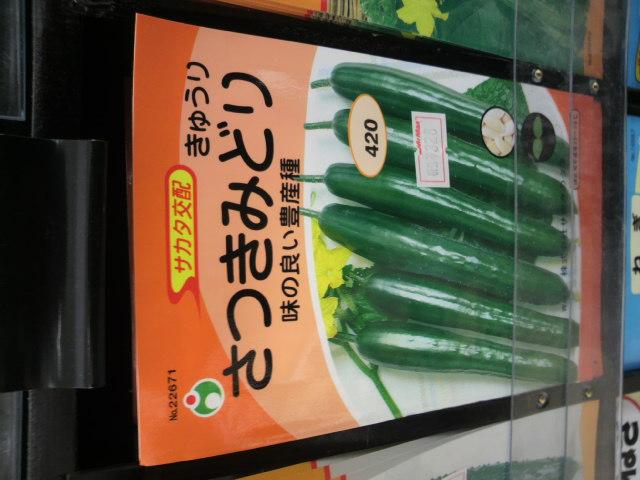 No.22671
サカタ交配
きゅうり
さつきみどり
味の良い豊産種
420